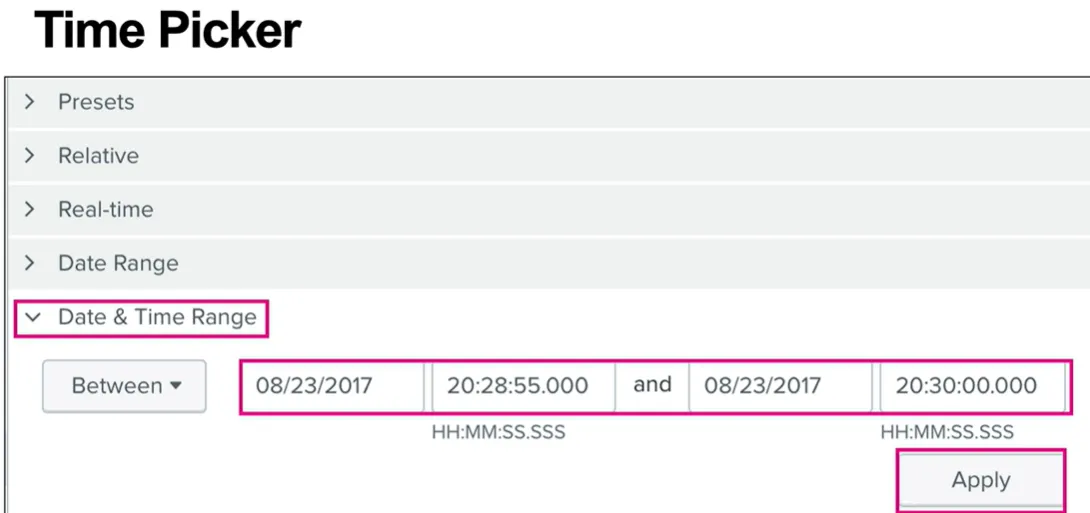 Time Picker
Presets
Relative
Real-time
Date Range
Date & Time Range
Between 08/23/2017 20:28:55.000 and 08/23/2017 20:30:00.000
HH:MM:SS.SSS HH:MM:SS.SSS
Apply